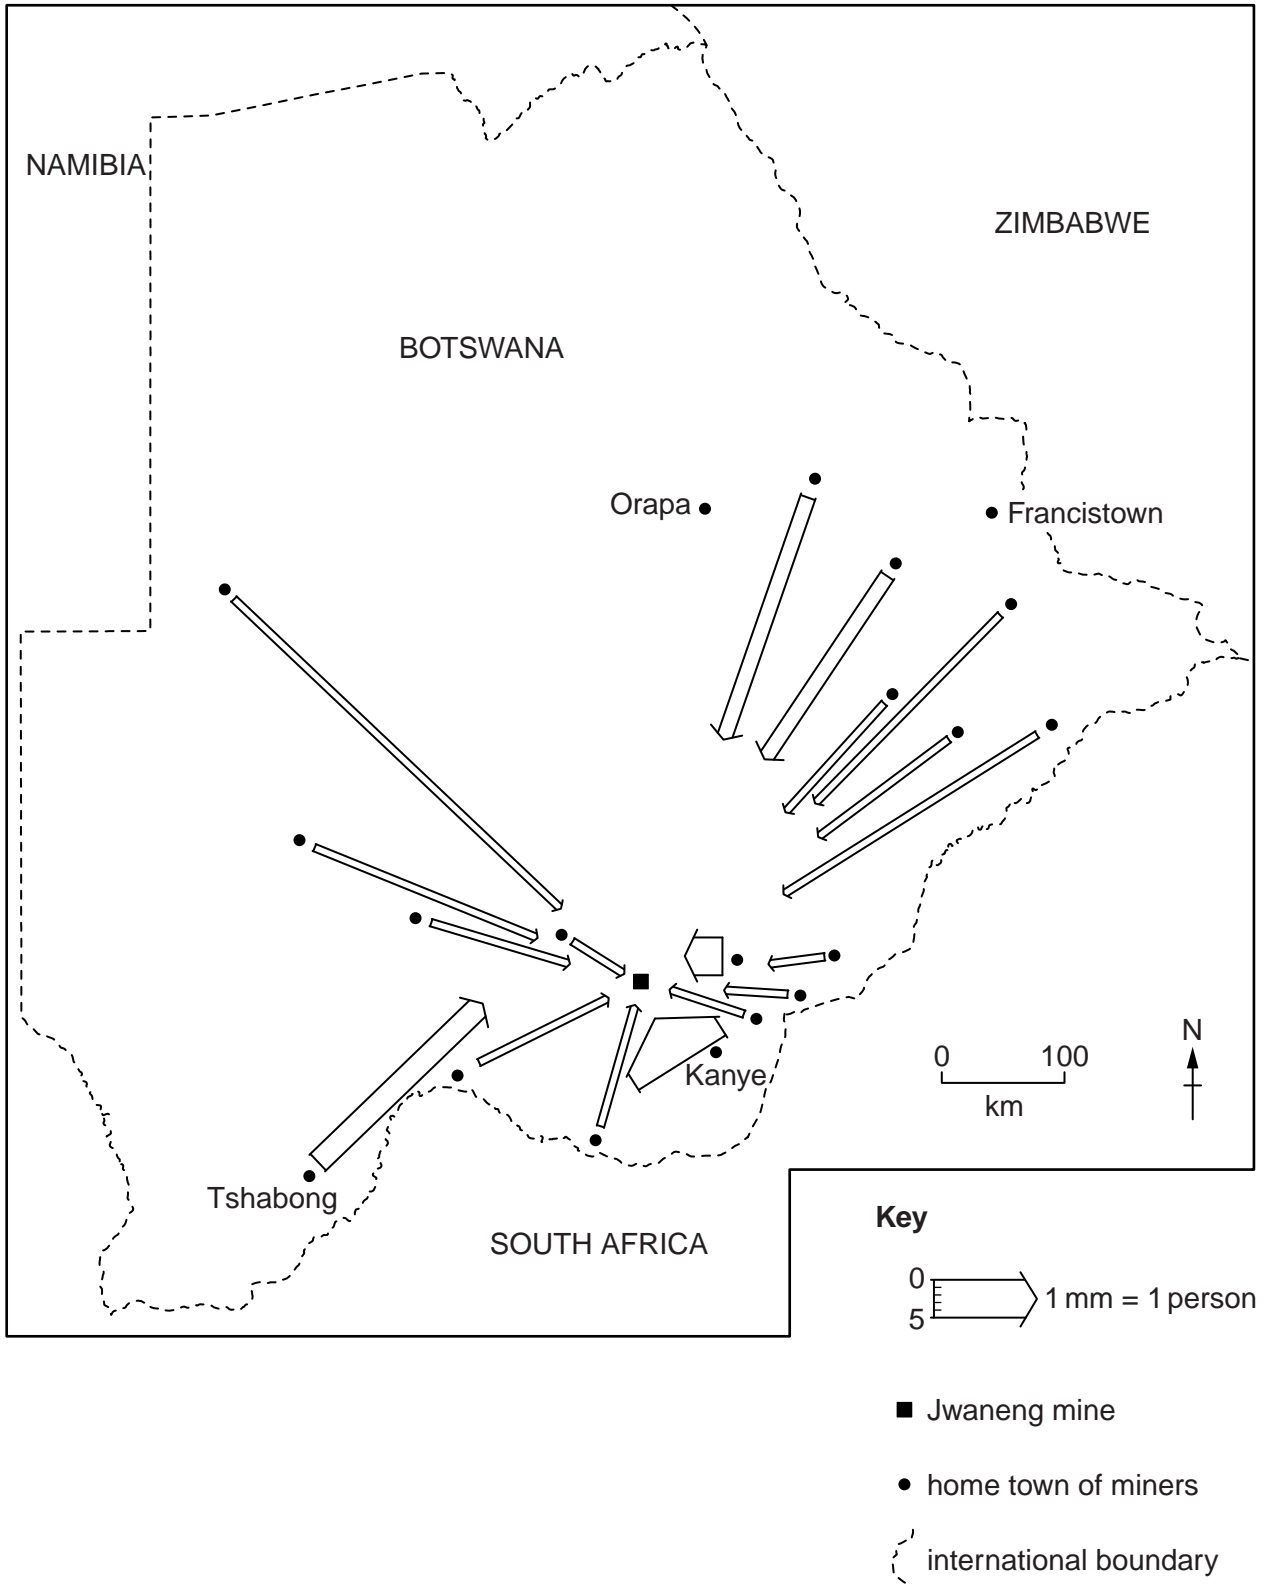 NAMIBIA
ZIMBABWE
BOTSWANA
Orapa
Francistown
Kanye
N
0 100
km
Tshabong
SOUTH AFRICA
Key
0
1 mm = 1 person
5
Jwaneng mine
home town of miners
international boundary